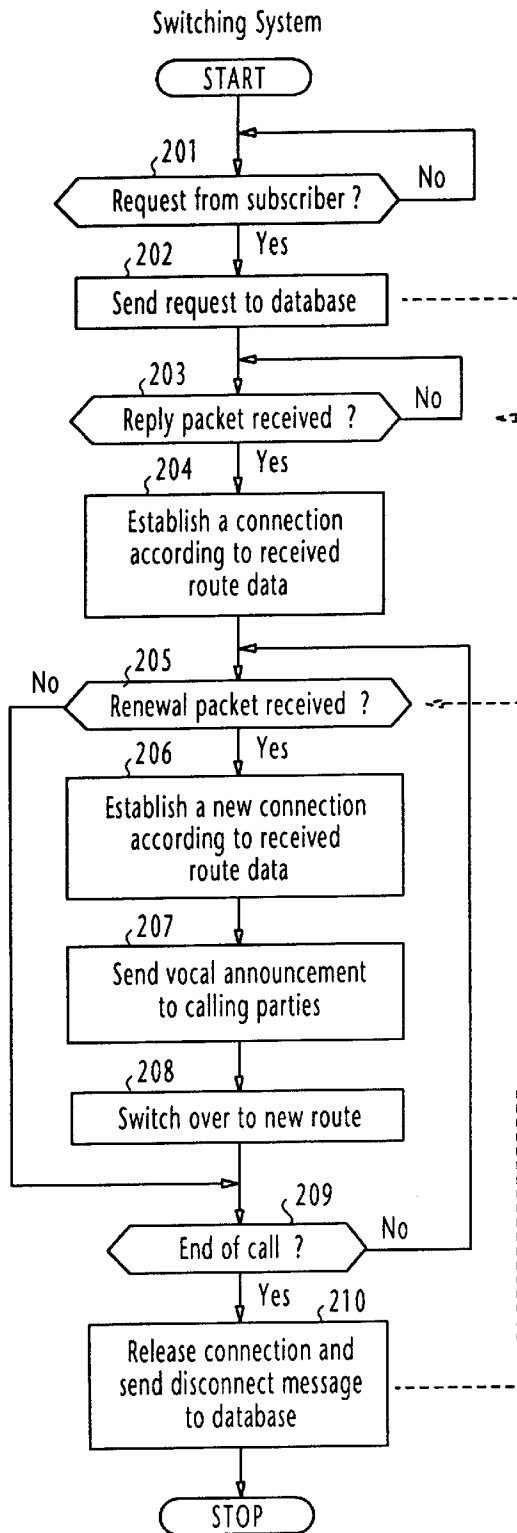 Switching System
START
201
Request from subscriber ?
No
Yes
202
Send request to database
203
Reply packet received ?
No
Yes
204
Establish a connection
according to received
route data
205
No
Renewal packet received ?
Yes
206
Establish a new connection
according to received
route data
207
Send vocal announcement
to calling parties
208
Switch over to new route
209
End of call ?
No
Yes
210
Release connection and
send disconnect message
to database
STOP